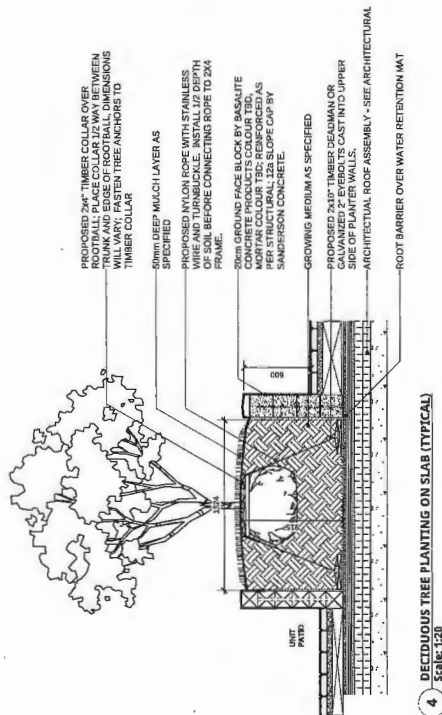 PROPOSED 2x4" TIMBER COLLAR OVER
ROOTBALL; PLACE COLLAR 1/2 WAY BETWEEN
TRUNK AND EDGE OF ROOTBALL, DIMENSIONS
WILL VARY; FASTEN TREE ANCHORS TO
TIMBER COLLAR
50mm DEEP MULCH LAYER AS
SPECIFIED
PROPOSED NYLON ROPE WITH STAINLESS
WIRE AND TURNBUCKLE. INSTALL 1/2 DEPTH
OF SOIL BEFORE CONNECTING ROPE TO 2X4
FRAME.
20cm GROUND FACE BLOCK BY BASALITE
CONCRETE PRODUCTS COLOUR TBD,
MORTAR COLOUR TBD; REINFORCED AS
PER STRUCTURAL; 12a SLOPE CAP BY
SANDERSON CONCRETE.
GROWING MEDIUM AS SPECIFIED
PROPOSED 2x10" TIMBER DEADMAN OR
GALVANIZED 2" EYEBOLTS CAST INTO UPPER
SIDE OF PLANTER WALLS.
ARCHITECTUAL ROOF ASSEMBLY - SEE ARCHITECTURAL
ROOT BARRIER OVER WATER RETENTION MAT
1324
600
UNIT
PATIO
4
DECIDUOUS TREE PLANTING ON SLAB (TYPICAL)
Scale: 1:20